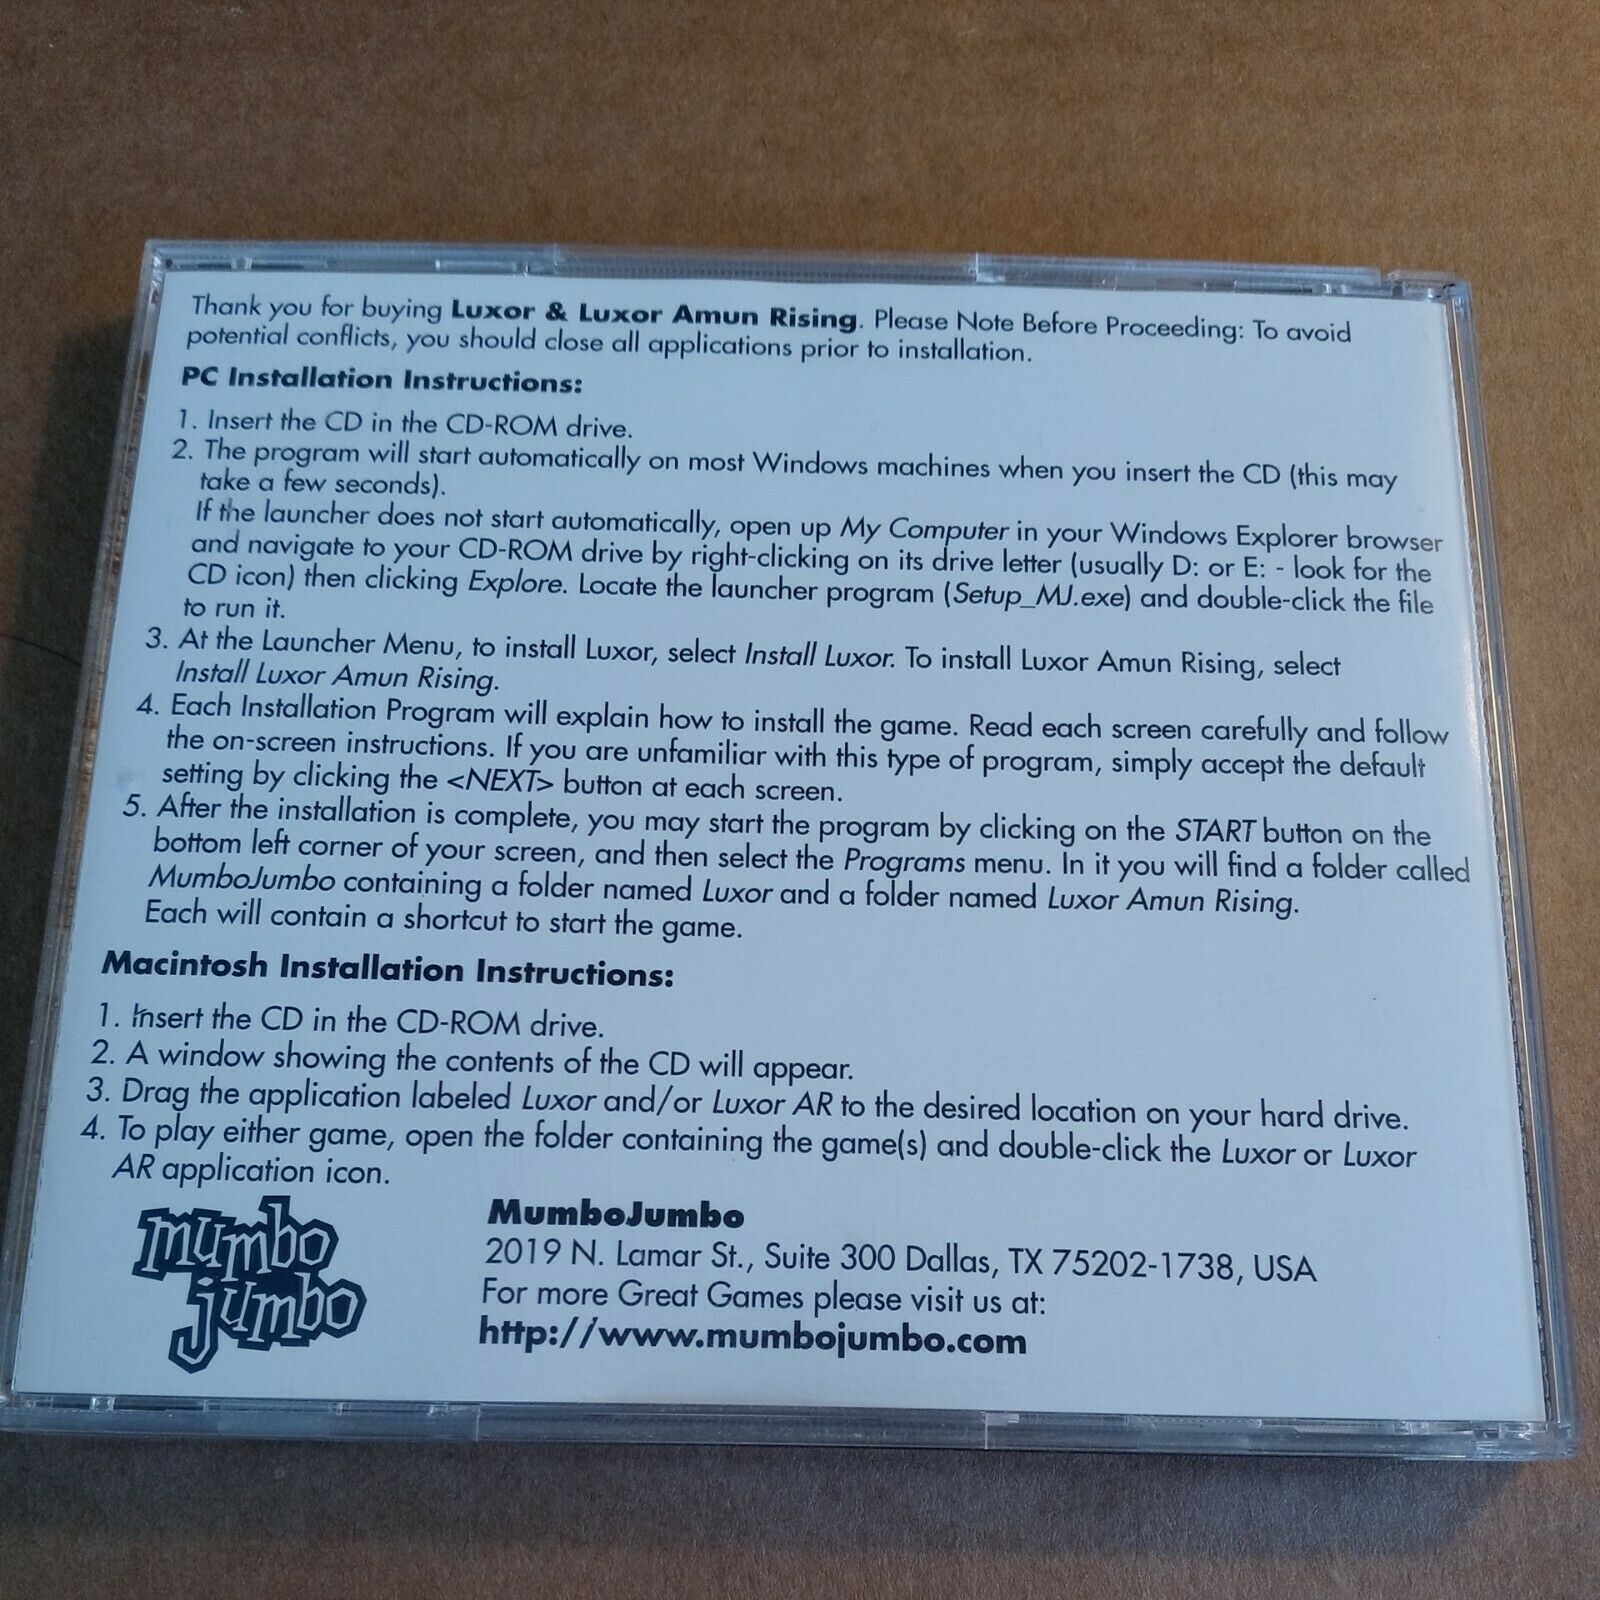 Thank you for buying Luxor & Luxor Amun Rising. Please Note Before Proceeding: To avoid
potential conflicts, you should close all applications prior to installation.
PC Installation Instructions:
1. Insert the CD in the CD-ROM drive.
2. The program will start automatically on most Windows machines when you insert the CD (this may
take a few seconds).
If the launcher does not start automatically, open up My Computer in your Windows Explorer browser
and navigate to your CD-ROM drive by right-clicking on its drive letter (usually D: or E: - look for the
CD icon) then clicking Explore. Locate the launcher program (Setup_MJ.exe) and double-click the file
to run it.
3. At the Launcher Menu, to install Luxor, select Install Luxor. To install Luxor Amun Rising, select
Install Luxor Amun Rising.
4. Each Installation Program will explain how to install the game. Read each screen carefully and follow
the on-screen instructions. If you are unfamiliar with this type of program, simply accept the default
setting by clicking the <NEXT> button at each screen.
5. After the installation is complete, you may start the program by clicking on the START button on the
bottom left corner of your screen, and then select the Programs menu. In it you will find a folder called
MumboJumbo containing a folder named Luxor and a folder named Luxor Amun Rising.
Each will contain a shortcut to start the game.
Macintosh Installation Instructions:
1. Insert the CD in the CD-ROM drive.
2. A window showing the contents of the CD will appear.
3. Drag the application labeled Luxor and/or Luxor AR to the desired location on your hard drive.
4. To play either game, open the folder containing the game(s) and double-click the Luxor or Luxor
AR application icon.
mumbo
jumbo
MumboJumbo
2019 N. Lamar St., Suite 300 Dallas, TX 75202-1738, USA
For more Great Games please visit us at:
http://www.mumbojumbo.com